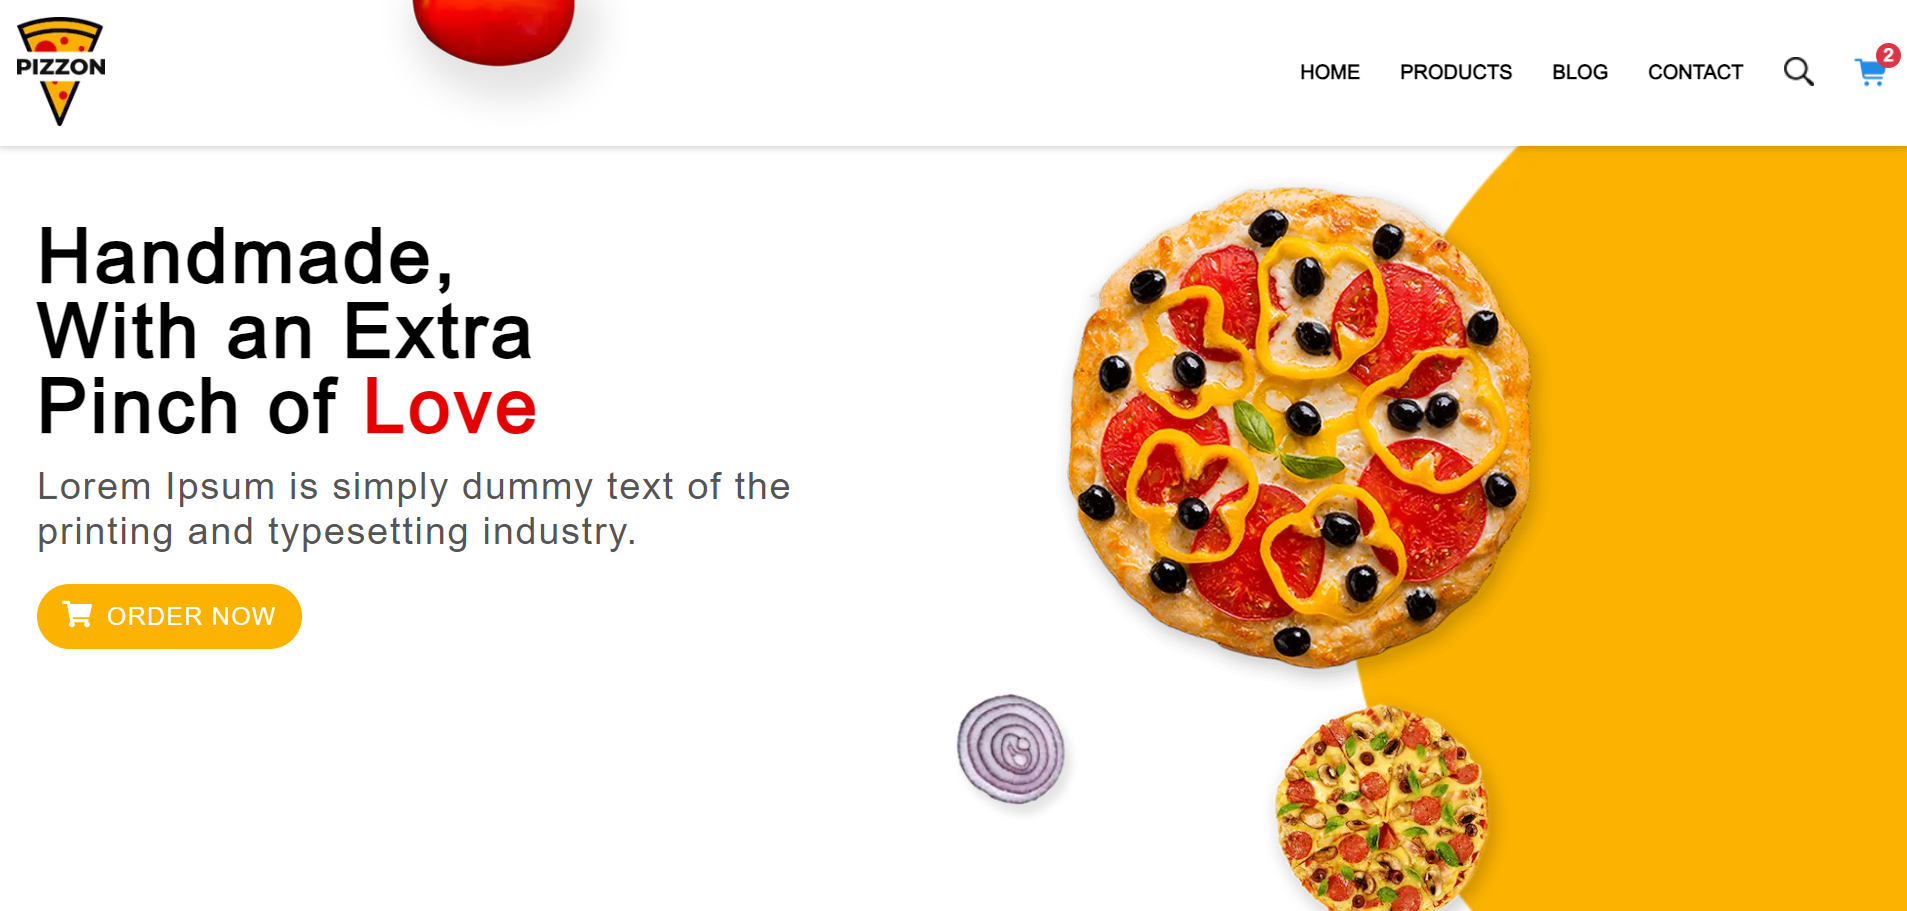 PIZZON
HOME PRODUCTS BLOG CONTACT 2
Handmade,
With an Extra
Pinch of Love
Lorem Ipsum is simply dummy text of the
printing and typesetting industry.
ORDER NOW